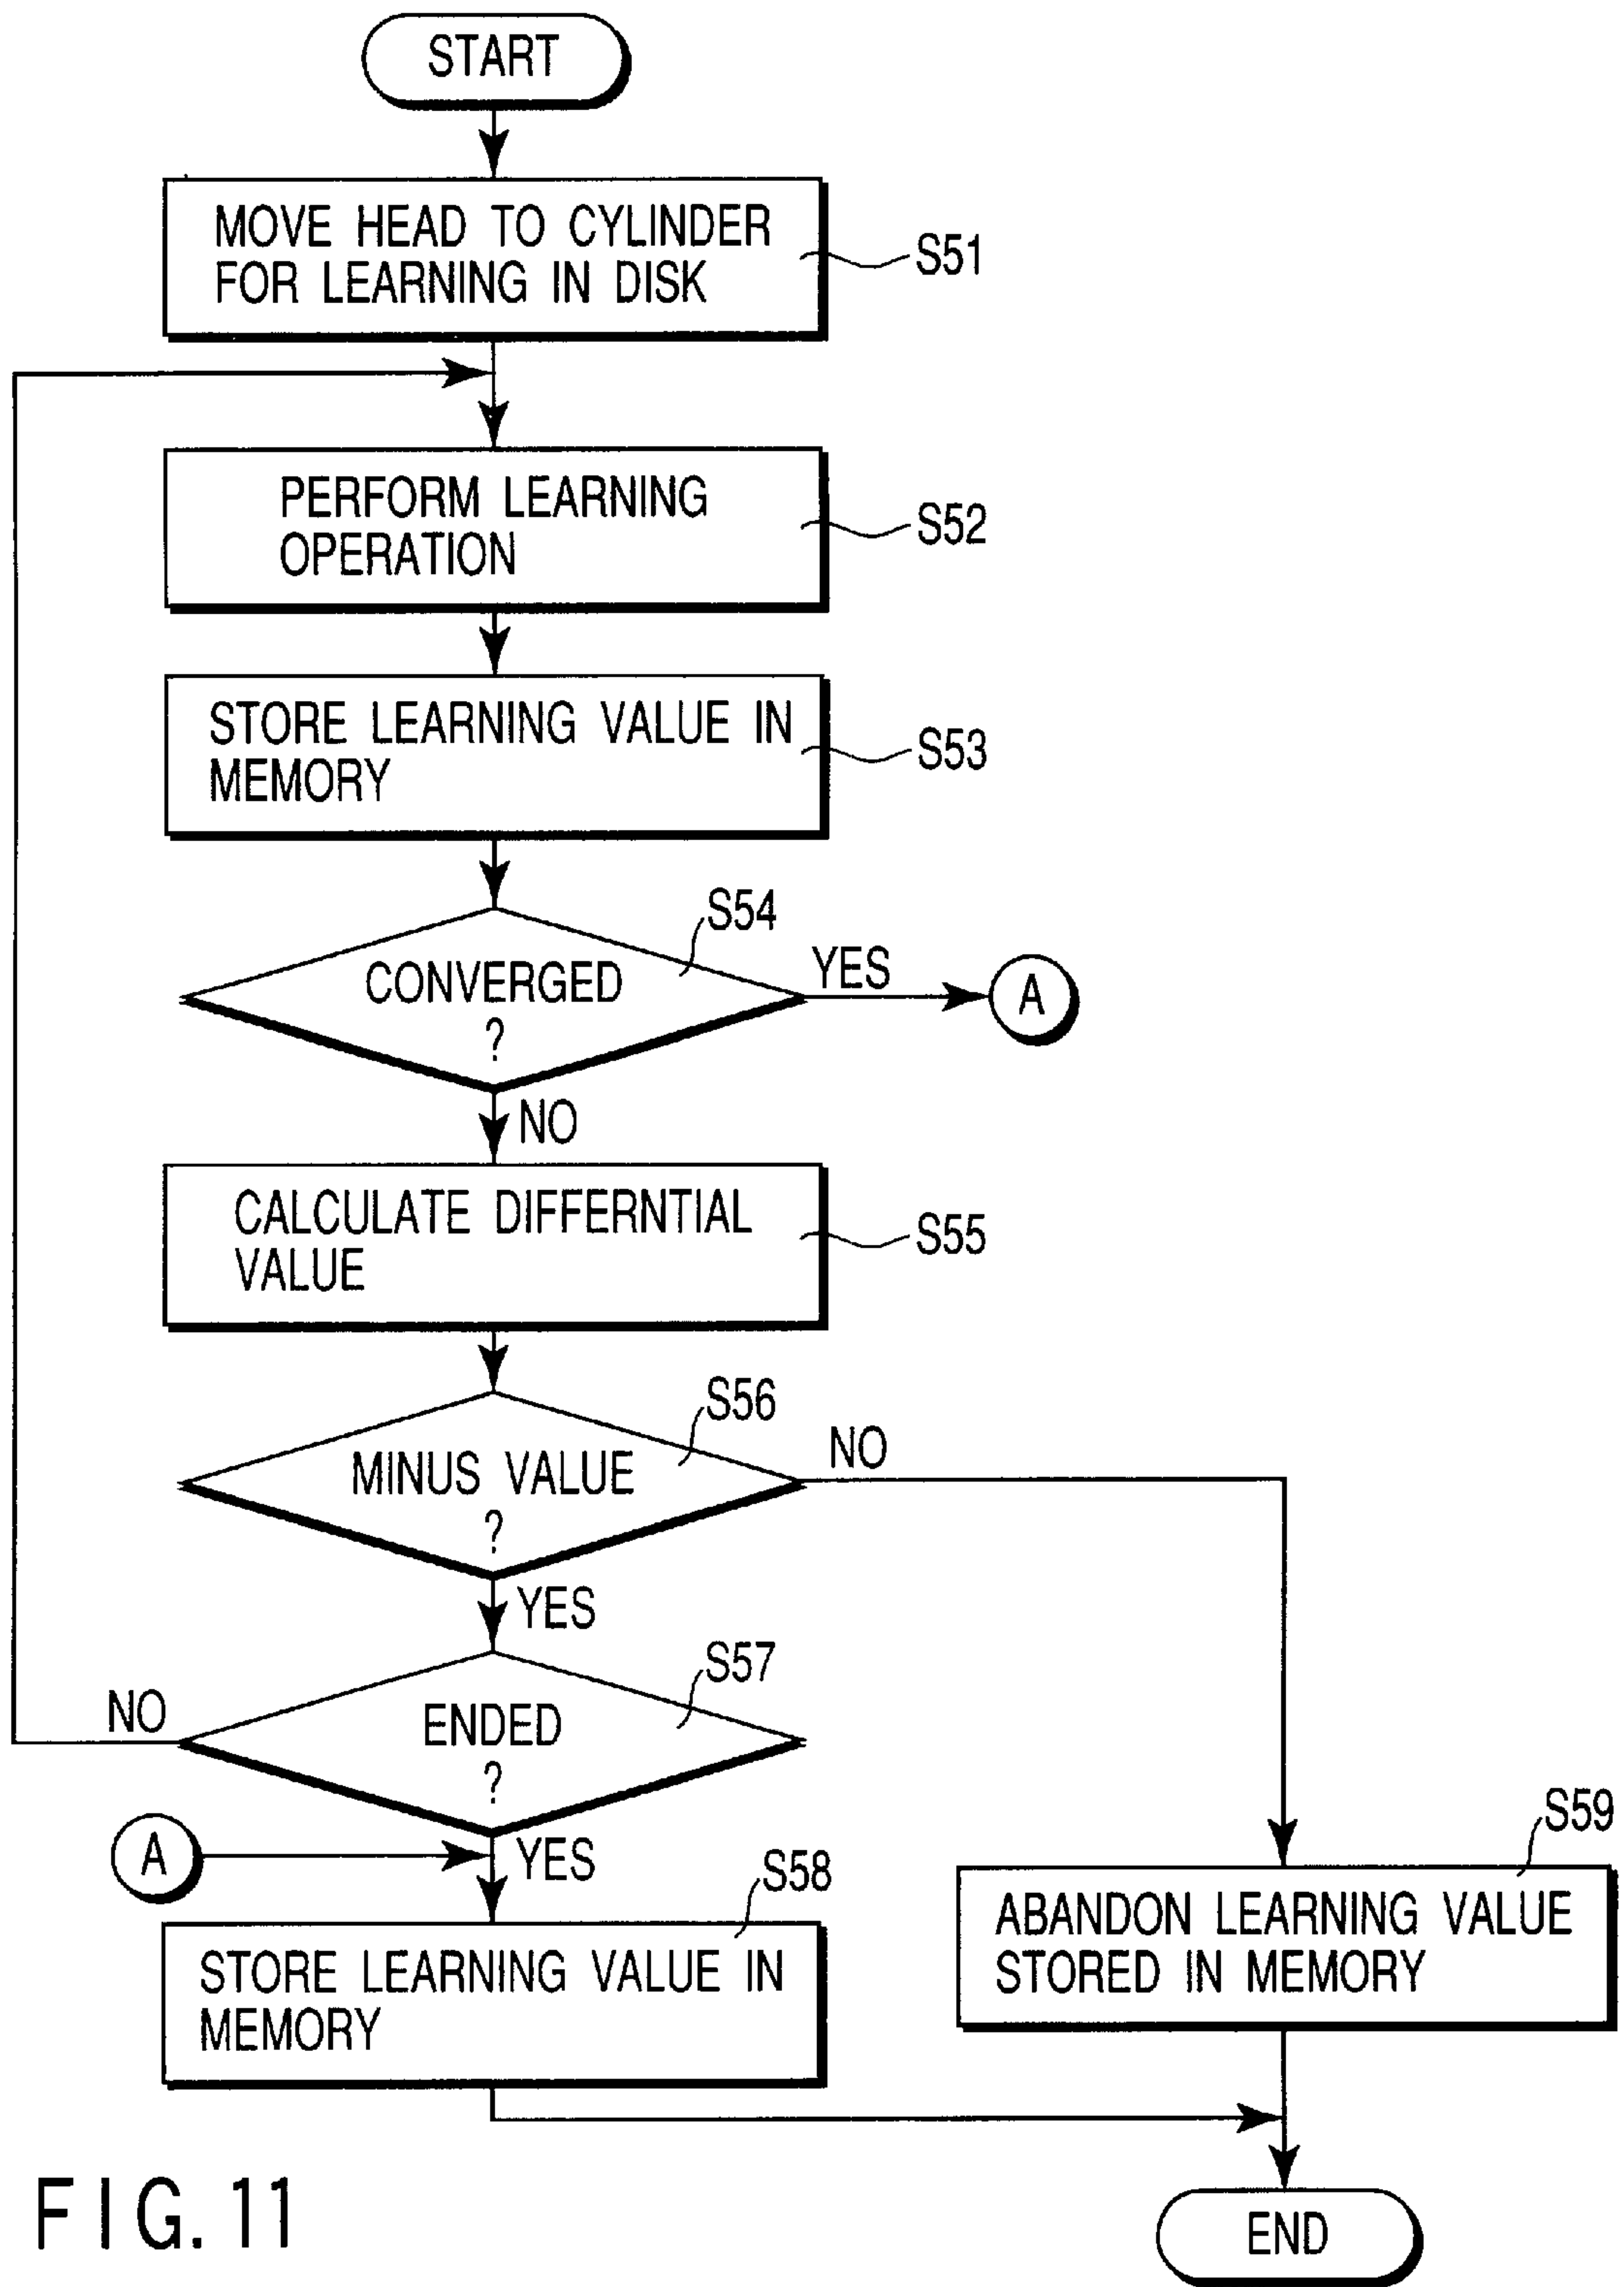 START
MOVE HEAD TO CYLINDER
FOR LEARNING IN DISK
S51
PERFORM LEARNING
OPERATION
S52
STORE LEARNING VALUE IN
MEMORY
S53
S54
CONVERGED
?
YES
A
NO
CALCULATE DIFFERNTIAL
VALUE
S55
S56
MINUS VALUE
?
NO
YES
S57
ENDED
?
NO
A
YES
S58
STORE LEARNING VALUE IN
MEMORY
S59
ABANDON LEARNING VALUE
STORED IN MEMORY
END
FIG. 11